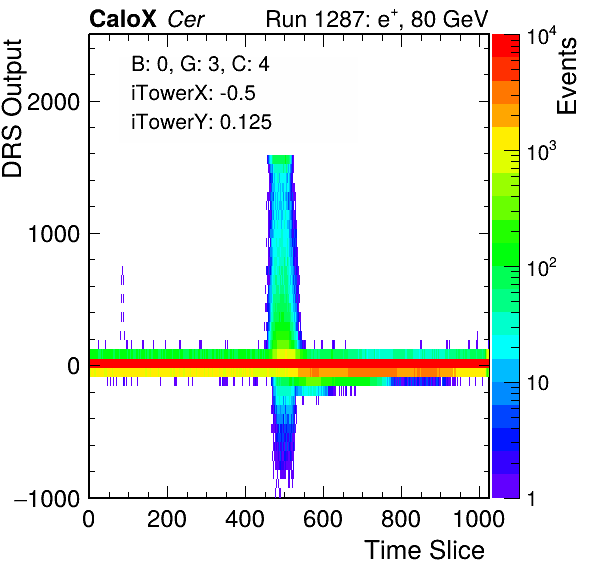 CaloX Cer Run 1287: e⁺, 80 GeV
B: 0, G: 3, C: 4
iTowerX: -0.5
iTowerY: 0.125
DRS Output
2000
1000
0
−1000
0 200 400 600 800 1000
Time Slice
Events
10⁴
10³
10²
10
1